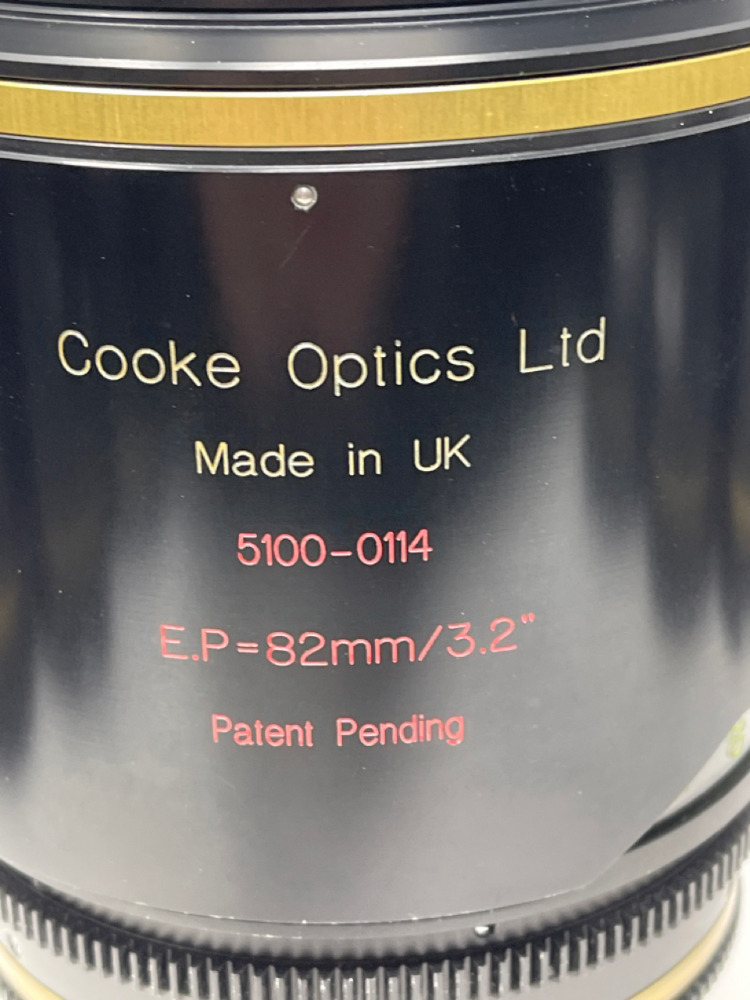 Cooke Optics Ltd
Made in UK
5100-0114
E.P=82mm/3.2"
Patent Pending